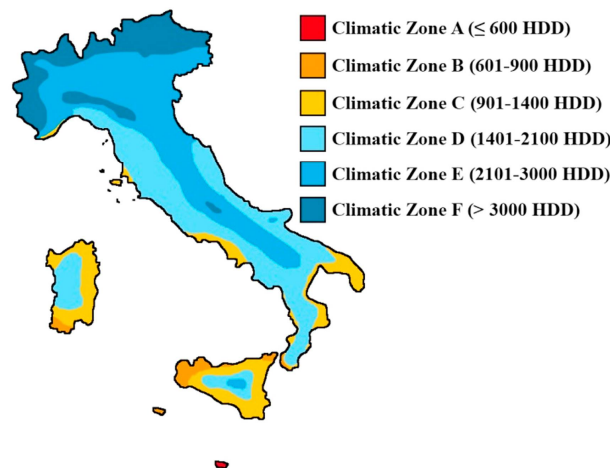 Climatic Zone A (≤ 600 HDD)
Climatic Zone B (601-900 HDD)
Climatic Zone C (901-1400 HDD)
Climatic Zone D (1401-2100 HDD)
Climatic Zone E (2101-3000 HDD)
Climatic Zone F (> 3000 HDD)